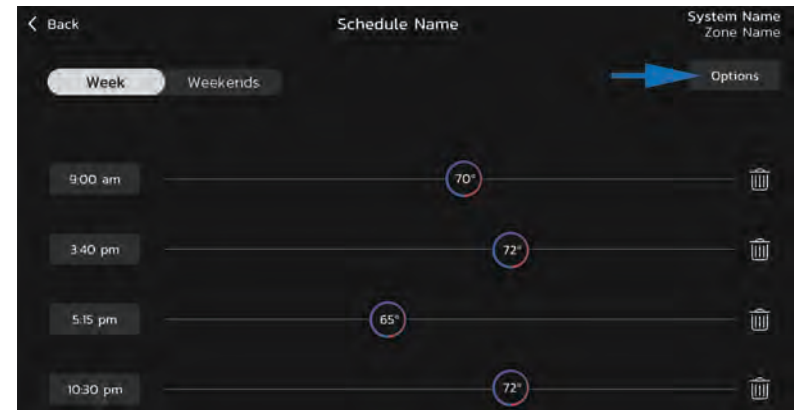 Back
Schedule Name
System Name
Zone Name
Week
Weekends
Options
9:00 am
70°
3:40 pm
72°
5:15 pm
65°
10:30 pm
72°